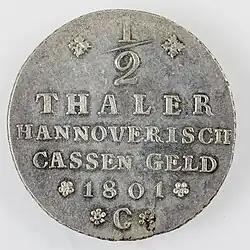 1/2
THALER
HANNOVERISCH
CASSEN GELD
1801
C